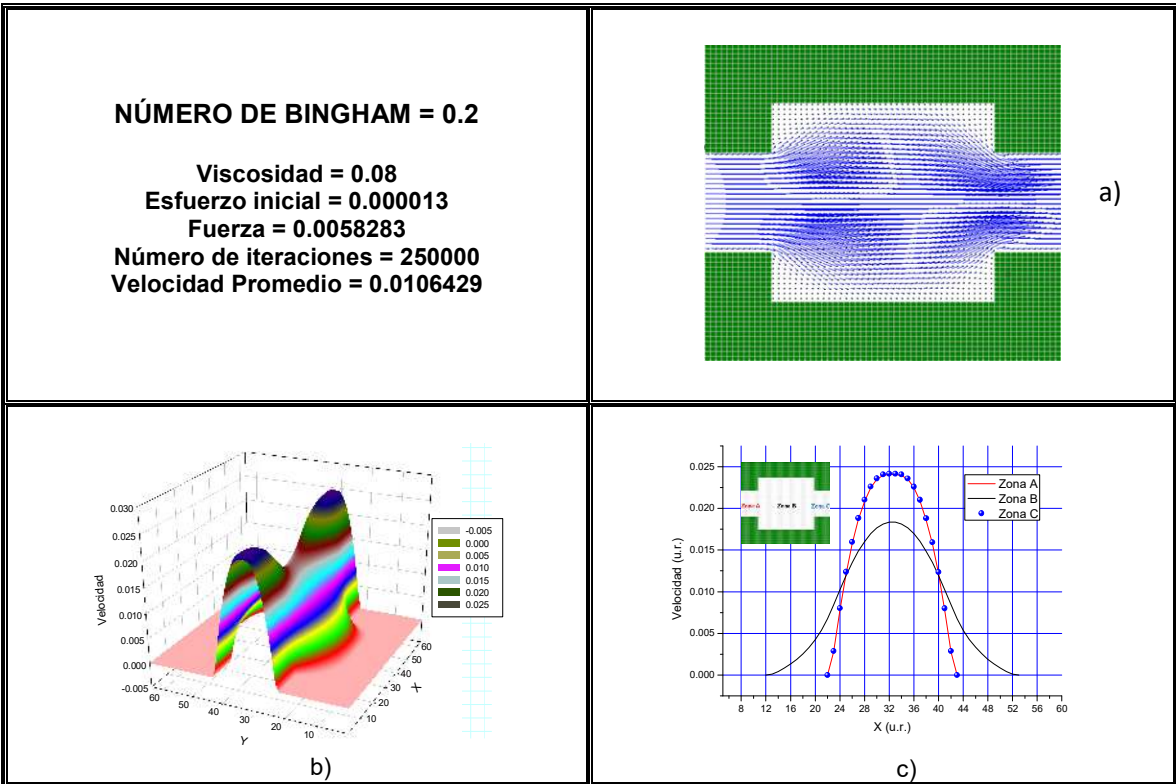 NÚMERO DE BINGHAM = 0.2
Viscosidad = 0.08
Esfuerzo inicial = 0.000013
Fuerza = 0.0058283
Número de iteraciones = 250000
Velocidad Promedio = 0.0106429
a)
0.030
0.025
0.020
0.015
0.010
0.005
0.000
-0.005
Velocidad
60
50
40
30
20
10
Y
10
20
30
40
50
60
X
-0.005
0.000
0.005
0.010
0.015
0.020
0.025
b)
0.025
0.020
0.015
0.010
0.005
0.000
Velocidad (u.r.)
Zona A
Zona B
Zona C
Zona A
Zona B
Zona C
8 12 16 20 24 28 32 36 40 44 48 52 56 60
X (u.r.)
c)